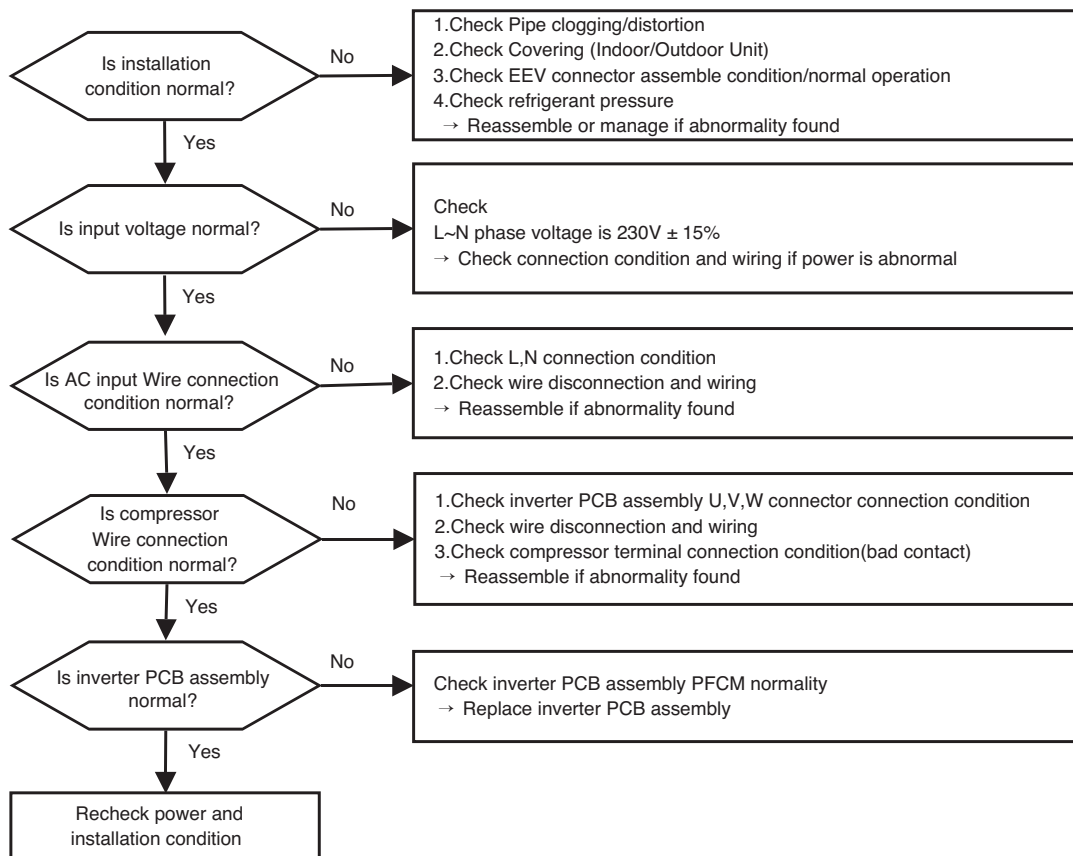 Is installation
condition normal?
No
1.Check Pipe clogging/distortion
2.Check Covering (Indoor/Outdoor Unit)
3.Check EEV connector assemble condition/normal operation
4.Check refrigerant pressure
→ Reassemble or manage if abnormality found
Yes
Is input voltage normal?
No
Check
L~N phase voltage is 230V ± 15%
→ Check connection condition and wiring if power is abnormal
Yes
Is AC input Wire connection
condition normal?
No
1.Check L,N connection condition
2.Check wire disconnection and wiring
→ Reassemble if abnormality found
Yes
Is compressor
Wire connection
condition normal?
No
1.Check inverter PCB assembly U,V,W connector connection condition
2.Check wire disconnection and wiring
3.Check compressor terminal connection condition(bad contact)
→ Reassemble if abnormality found
Yes
Is inverter PCB assembly
normal?
No
Check inverter PCB assembly PFCM normality
→ Replace inverter PCB assembly
Yes
Recheck power and
installation condition